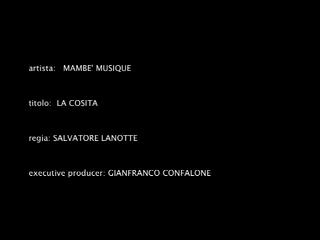 artista: MAMBE' MUSIQUE
titolo: LA COSITA
regia: SALVATORE LANOTTE
executive producer: GIANFRANCO CONFALONE